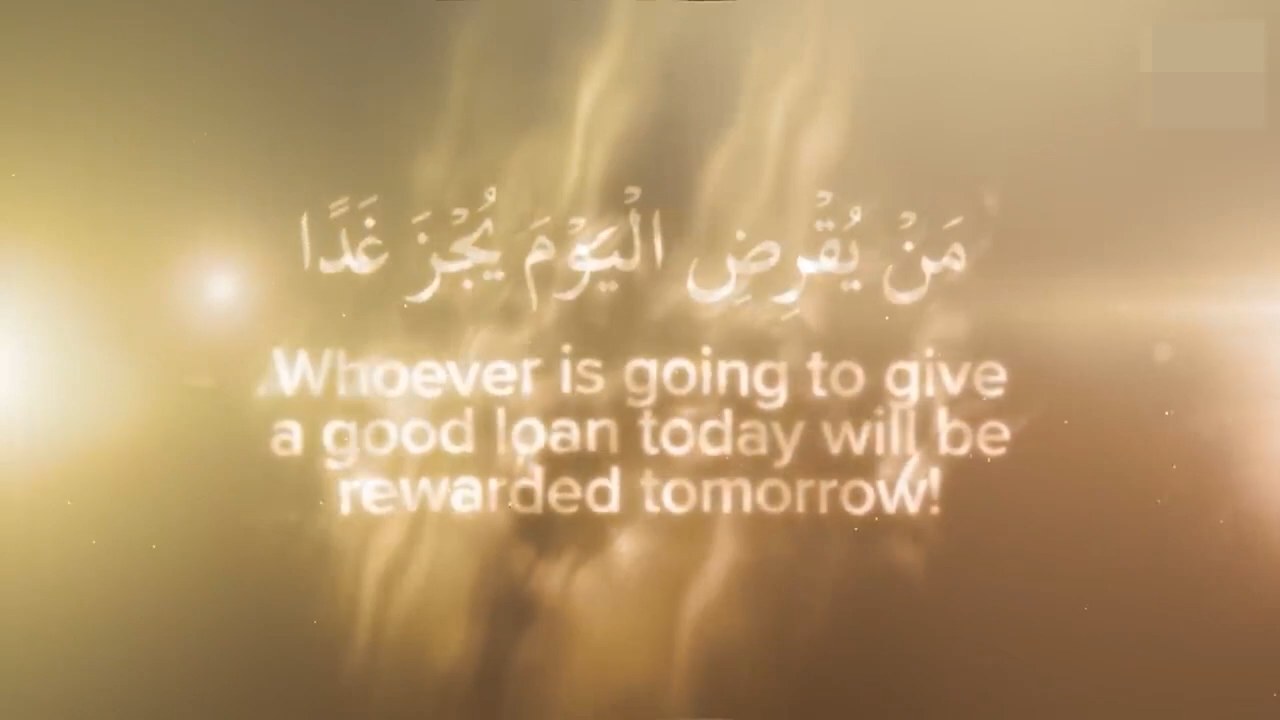 مَنْ يُقْرِضِ الْيَوْمَ يُجْزَ غَدًا
Whoever is going to give
a good loan today will be
rewarded tomorrow!